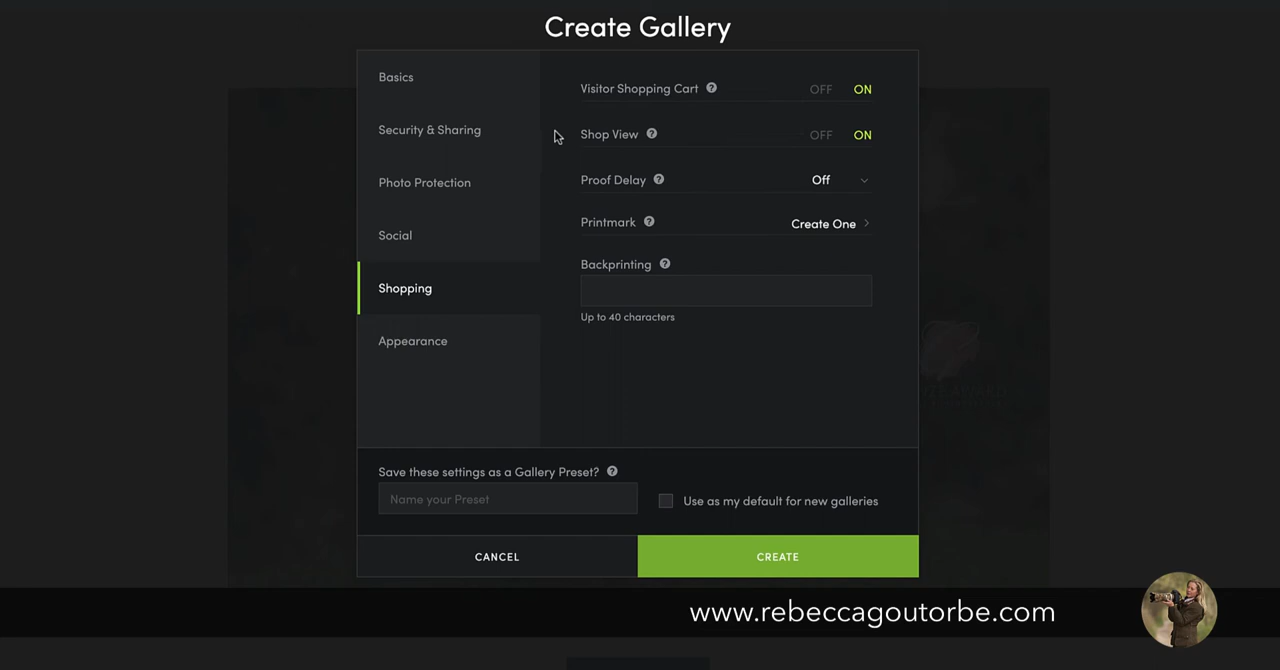 Create Gallery
Basics
Security & Sharing
Photo Protection
Social
Shopping
Appearance
Visitor Shopping Cart ? OFF ON
Shop View ? OFF ON
Proof Delay ? Off
Printmark ? Create One
Backprinting ?
Up to 40 characters
Save these settings as a Gallery Preset? ?
Name your Preset
Use as my default for new galleries
CANCEL
CREATE
www.rebeccagoutorbe.com